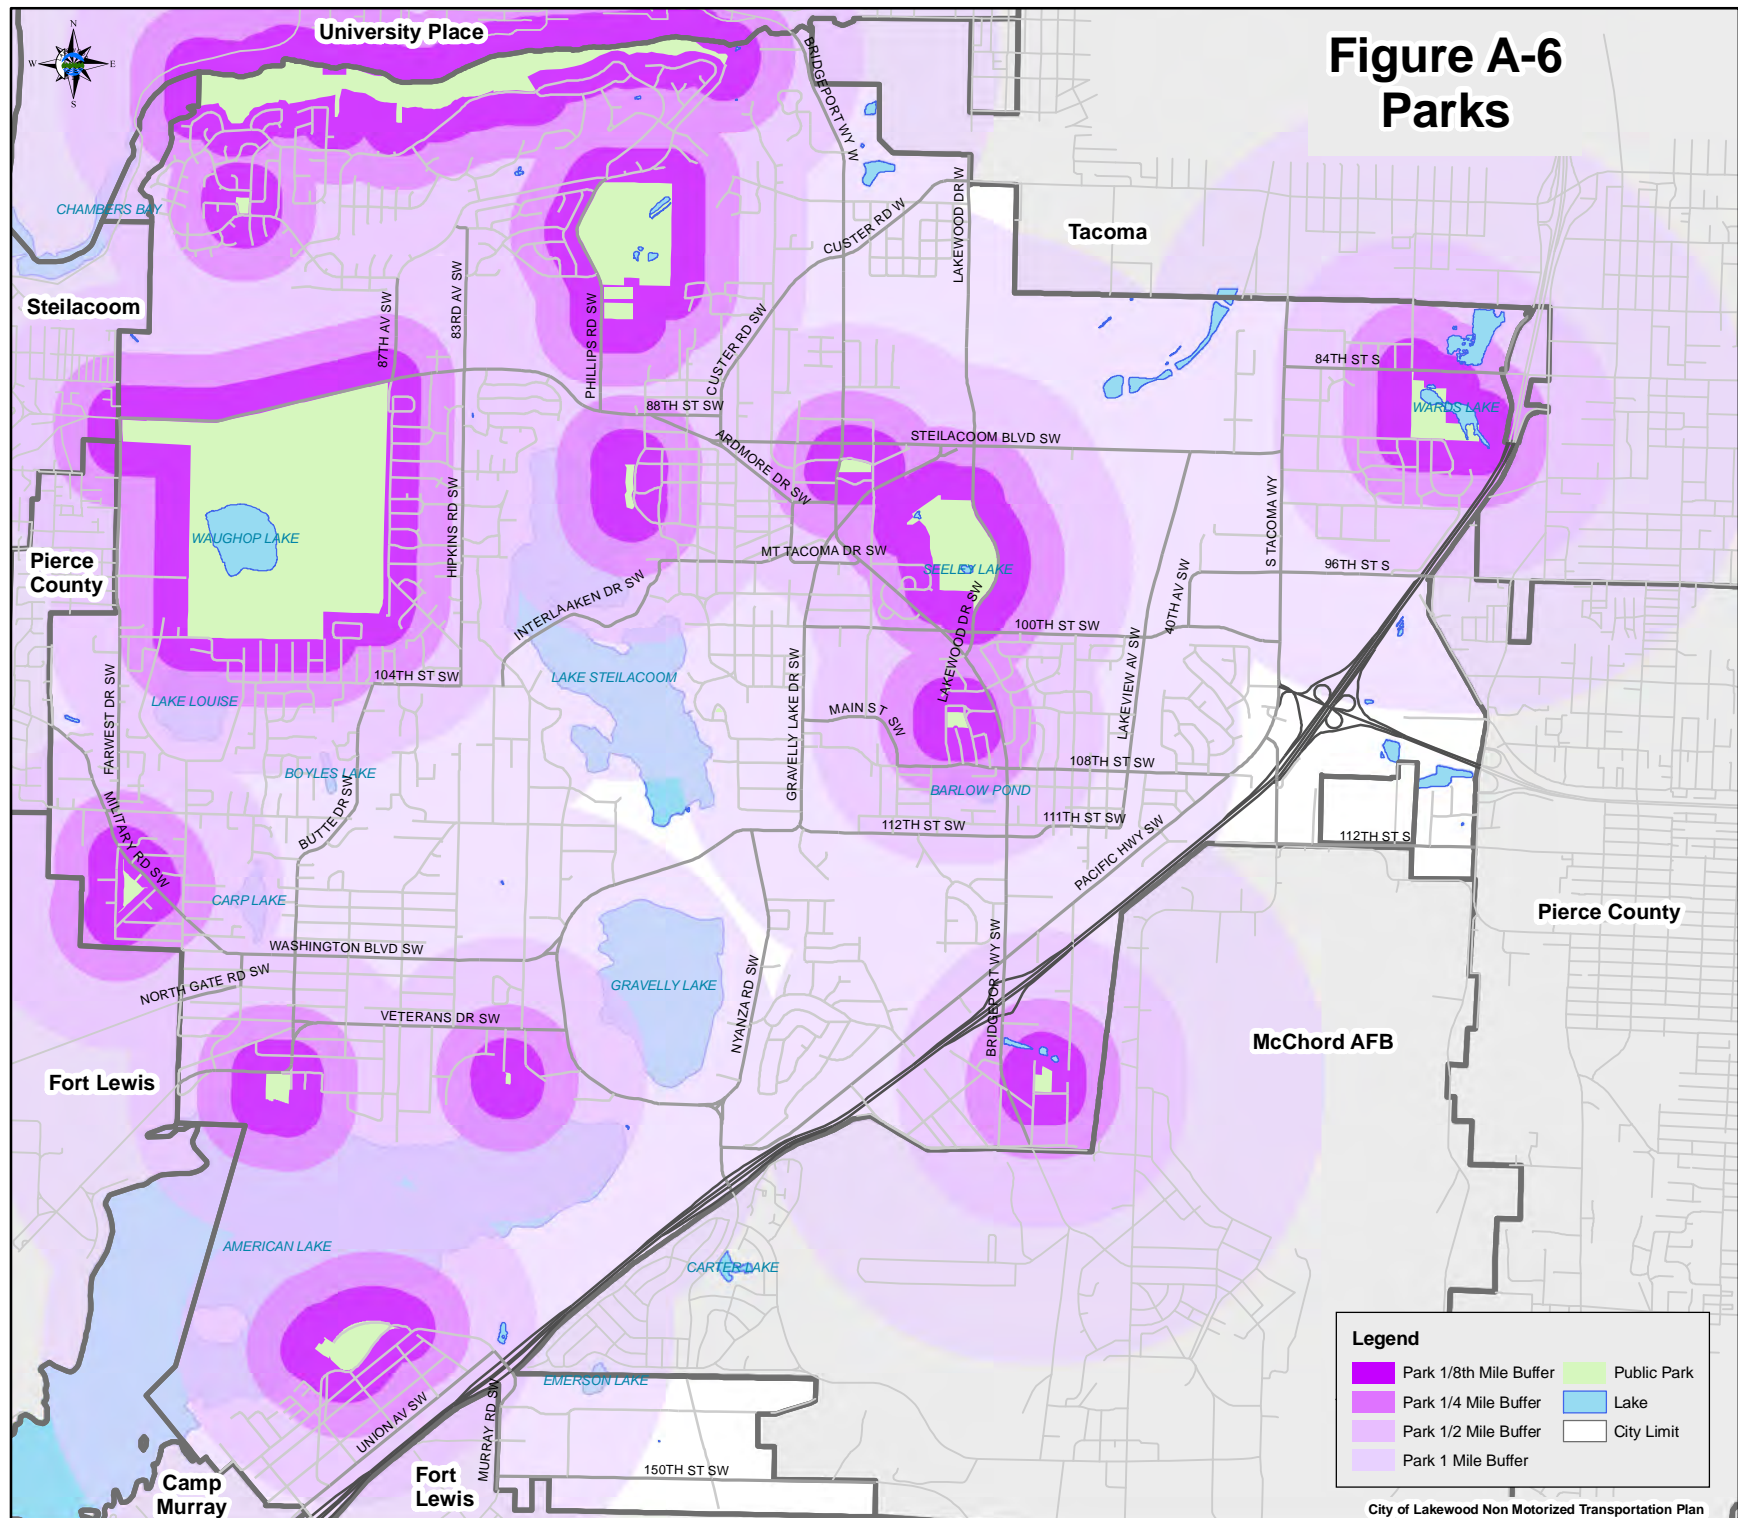 Figure A-6
Parks
N
W
E
S
University Place
BRIDGEPORT WY W
CHAMBERS BAY
Tacoma
CUSTER RD W
LAKEWOOD DR W
Steilacoom
87TH AV SW
83RD AV SW
PHILLIPS RD SW
CUSTER RD SW
84TH ST S
WARDS LAKE
88TH ST SW
ARDMORE DR SW
STEILACOOM BLVD SW
S TACOMA WY
WAUGHOP LAKE
HIPKINS RD SW
Pierce
County
MT TACOMA DR SW
SEELEY LAKE
96TH ST S
40TH AV SW
INTERLAAKEN DR SW
LAKEWOOD DR SW
100TH ST SW
LAKEVIEW AV SW
104TH ST SW
LAKE STEILACOOM
GRAVELLY LAKE DR SW
LAKE LOUISE
FARWEST DR SW
MAIN ST SW
108TH ST SW
BOYLES LAKE
BUTTE DR SW
BARLOW POND
MILITARY RD SW
112TH ST SW
111TH ST SW
112TH ST S
PACIFIC HWY SW
CARP LAKE
Pierce County
WASHINGTON BLVD SW
NORTH GATE RD SW
GRAVELLY LAKE
NYANZA RD SW
BRIDGEPORT WY SW
VETERANS DR SW
McChord AFB
Fort Lewis
AMERICAN LAKE
CARTER LAKE
EMERSON LAKE
UNION AV SW
MURRAY RD SW
150TH ST SW
Camp
Murray
Fort
Lewis
Legend
Park 1/8th Mile Buffer
Park 1/4 Mile Buffer
Park 1/2 Mile Buffer
Park 1 Mile Buffer
Public Park
Lake
City Limit
City of Lakewood Non Motorized Transportation Plan